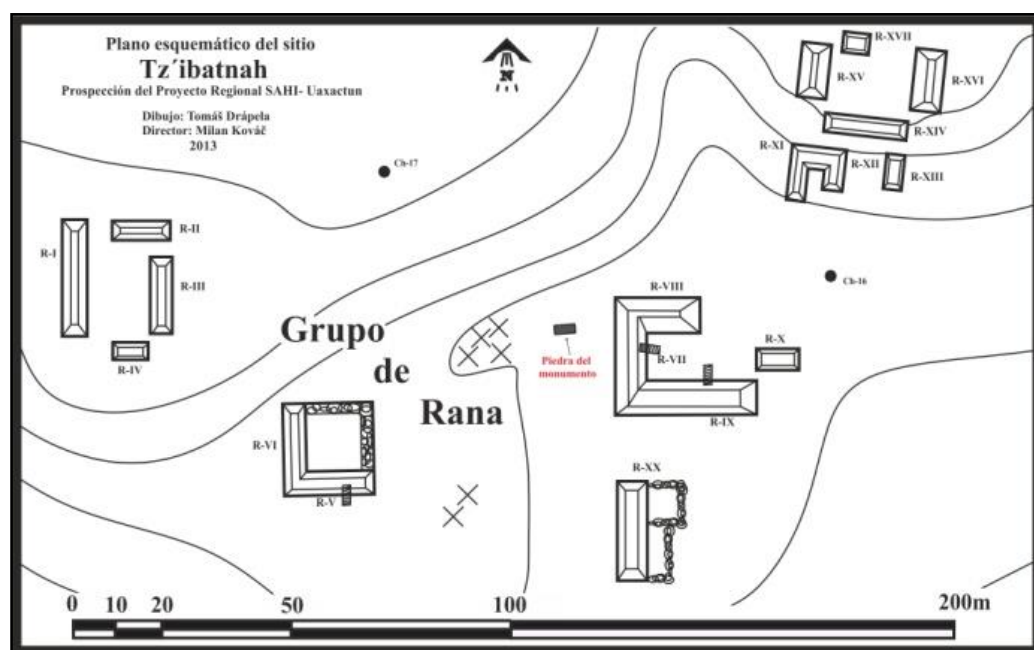 Plano esquemático del sitio
Tz´ibatnah
Prospección del Proyecto Regional SAHI- Uaxactun
Dibujo: Tomáš Drápela
Director: Milan Kováč
2013
N
Ch-17
R-XVII
R-XV
R-XVI
R-XIV
R-XI
R-XII
R-XIII
R-I
R-II
R-III
R-IV
Ch-16
R-VIII
R-VII
R-X
R-IX
Piedra del
monumento
Grupo
de
Rana
R-VI
R-V
R-XX
0 10 20 50 100 200m